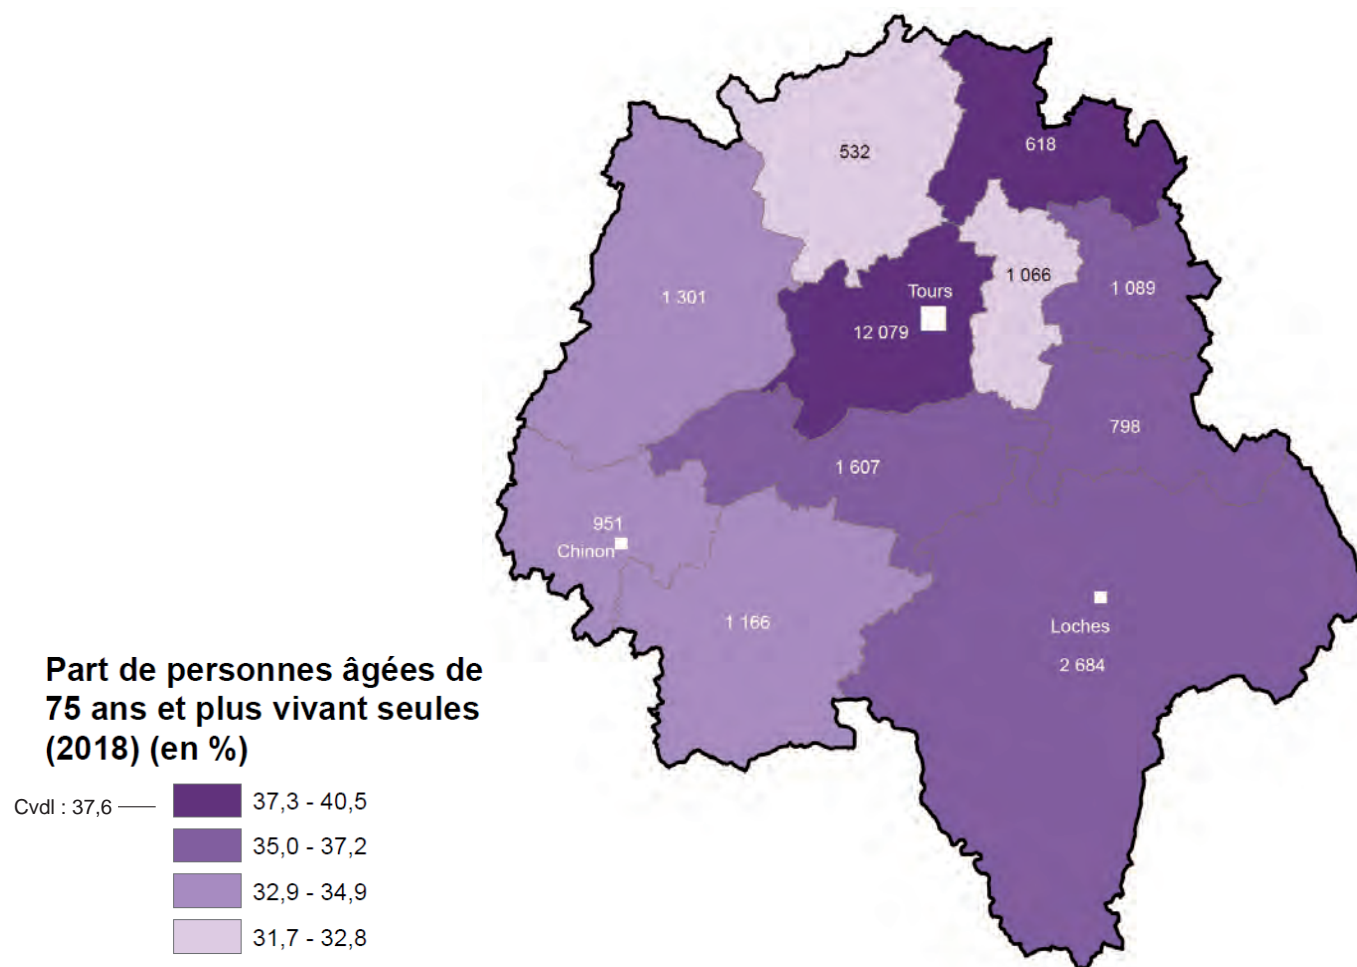 532
618
1 301
1 066
1 089
Tours
12 079
798
1 607
951
Chinon
1 166
Loches
2 684
Part de personnes âgées de
75 ans et plus vivant seules
(2018) (en %)
Cvdl : 37,6
37,3 - 40,5
35,0 - 37,2
32,9 - 34,9
31,7 - 32,8